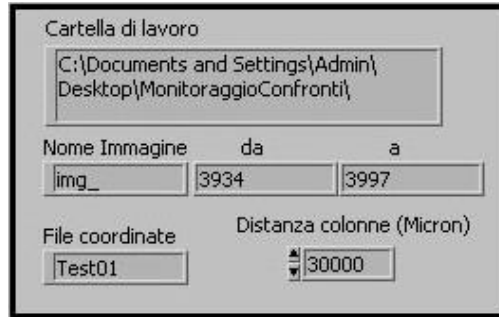 Cartella di lavoro
C:\Documents and Settings\Admin\
Desktop\MonitoraggioConfronti\
Nome Immagine da a
img_ 3934 3997
File coordinate Distanza colonne (Micron)
Test01 30000